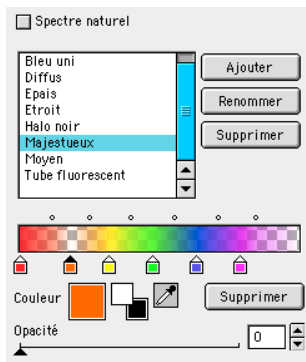 Spectre naturel
Bleu uni
Diffus
Epais
Etroit
Halo noir
Majestueux
Moyen
Tube fluorescent
Ajouter
Renommer
Supprimer
Couleur
Supprimer
Opacité
0